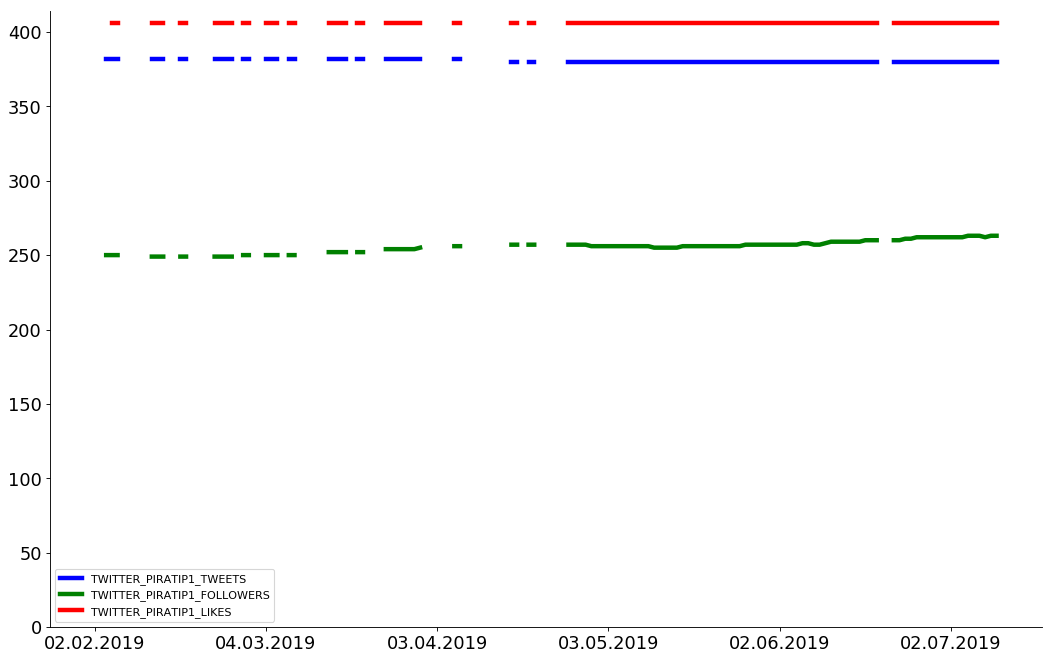 400
350
300
250
200
150
100
50
0
TWITTER_PIRATIP1_TWEETS
TWITTER_PIRATIP1_FOLLOWERS
TWITTER_PIRATIP1_LIKES
02.02.2019 04.03.2019 03.04.2019 03.05.2019 02.06.2019 02.07.2019